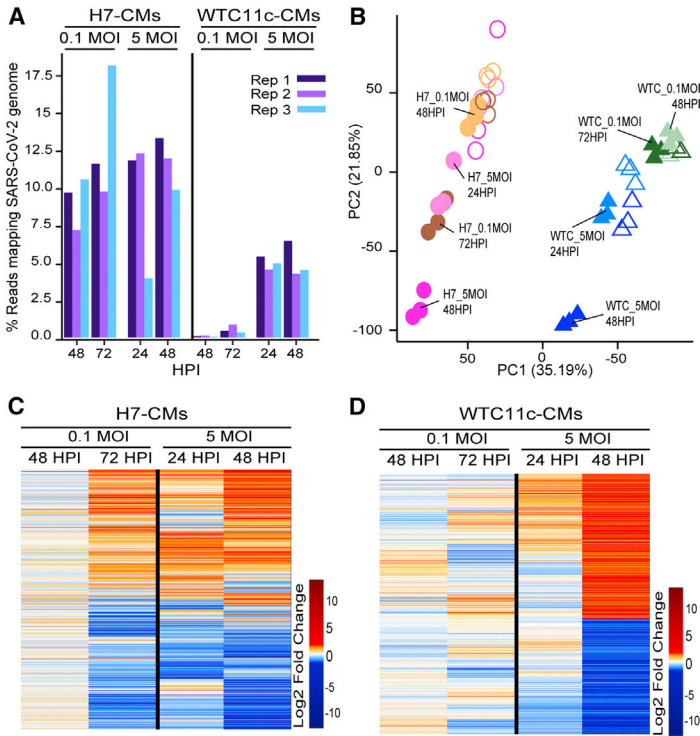 A
H7-CMs
WTC11c-CMs
0.1 MOI
5 MOI
0.1 MOI
5 MOI
% Reads mapping SARS-CoV-2 genome
17.5
15.0
12.5
10.0
7.5
5.0
2.5
0.0
Rep 1
Rep 2
Rep 3
48
72
24
48
48
72
24
48
HPI
B
PC2 (21.85%)
50
0
-50
-100
H7_0.1MOI
48HPI
H7_5MOI
24HPI
H7_0.1MOI
72HPI
H7_5MOI
48HPI
WTC_0.1MOI
48HPI
WTC_0.1MOI
72HPI
WTC_5MOI
24HPI
WTC_5MOI
48HPI
50
0
-50
PC1 (35.19%)
C
H7-CMs
0.1 MOI
5 MOI
48 HPI
72 HPI
24 HPI
48 HPI
Log2 Fold Change
10
5
0
-5
-10
D
WTC11c-CMs
0.1 MOI
5 MOI
48 HPI
72 HPI
24 HPI
48 HPI
Log2 Fold Change
10
5
0
-5
-10